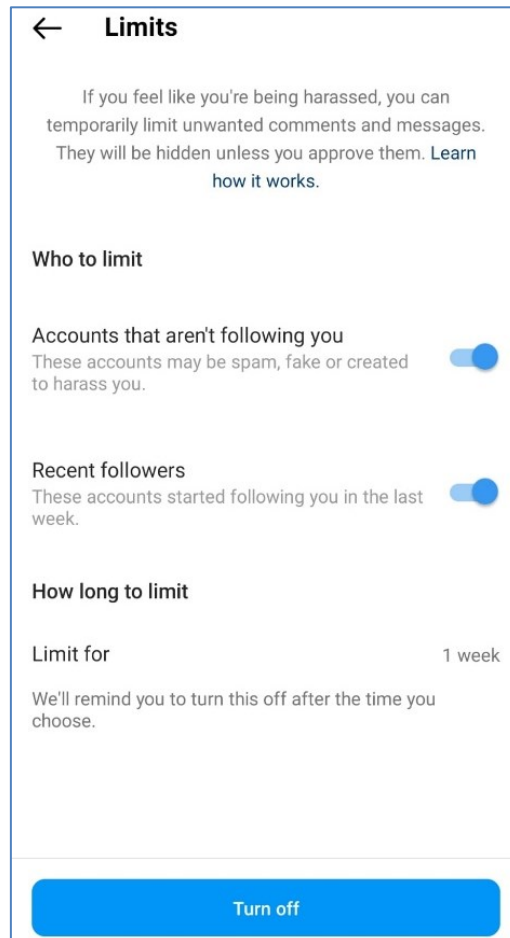 Limits
If you feel like you're being harassed, you can
temporarily limit unwanted comments and messages.
They will be hidden unless you approve them. Learn
how it works.
Who to limit
Accounts that aren't following you
These accounts may be spam, fake or created
to harass you.
Recent followers
These accounts started following you in the last
week.
How long to limit
Limit for 1 week
We'll remind you to turn this off after the time you
choose.
Turn off